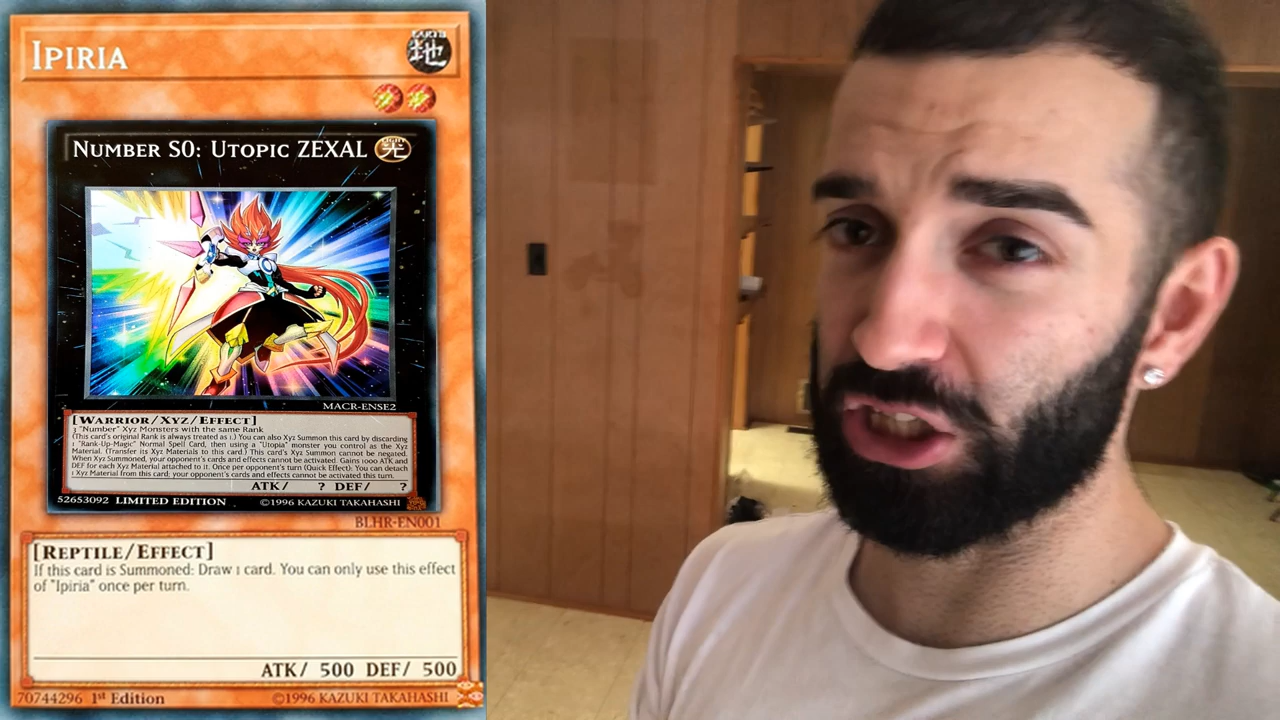 IPIRIA
EARTH
地
NUMBER S0: UTOPIC ZEXAL
LIGHT
光
MACR-ENSE2
[WARRIOR/XYZ/EFFECT]
3 "Number" Xyz Monsters with the same Rank
(This card's original Rank is always treated as 1.) You can also Xyz Summon this card by discarding
1 "Rank-Up-Magic" Normal Spell Card, then using a "Utopia" monster you control as the Xyz
Material. (Transfer its Xyz Materials to this card.) This card's Xyz Summon cannot be negated.
When Xyz Summoned, your opponent's cards and effects cannot be activated. Gains 1000 ATK and
DEF for each Xyz Material attached to it. Once per opponent's turn (Quick Effect): You can detach
1 Xyz Material from this card; your opponent's cards and effects cannot be activated this turn.
ATK/ ? DEF/ ?
52653092 LIMITED EDITION ©1996 KAZUKI TAKAHASHI
BLHR-EN001
[REPTILE/EFFECT]
If this card is Summoned: Draw 1 card. You can only use this effect
of "Ipiria" once per turn.
ATK/ 500 DEF/ 500
70744296 1st Edition ©1996 KAZUKI TAKAHASHI